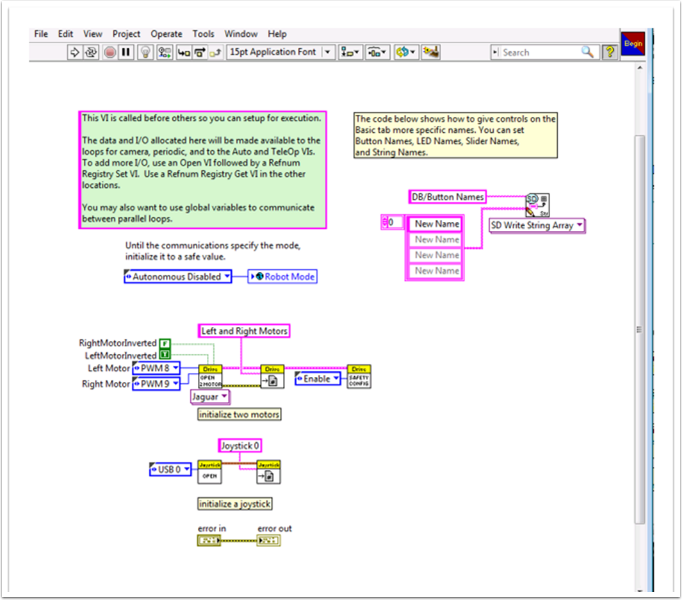 File Edit View Project Operate Tools Window Help
15pt Application Font
Search
Begin
This VI is called before others so you can setup for execution.
The data and I/O allocated here will be made available to the
loops for camera, periodic, and to the Auto and TeleOp VIs.
To add more I/O, use an Open VI followed by a Refnum
Registry Set VI. Use a Refnum Registry Get VI in the other
locations.
You may also want to use global variables to communicate
between parallel loops.
The code below shows how to give controls on the
Basic tab more specific names. You can set
Button Names, LED Names, Slider Names,
and String Names.
DB/Button Names
SD
Str
SD Write String Array
0
New Name
New Name
New Name
New Name
Until the communications specify the mode,
initialize it to a safe value.
Autonomous Disabled
Robot Mode
Left and Right Motors
RightMotorInverted F
LeftMotorInverted T
Left Motor PWM 8
Right Motor PWM 9
Drive
OPEN
2 MOTOR
Drive
Enable
Drive
SAFETY
CONFIG
Jaguar
initialize two motors
Joystick 0
USB 0
Joystick
OPEN
Joystick
initialize a joystick
error in error out